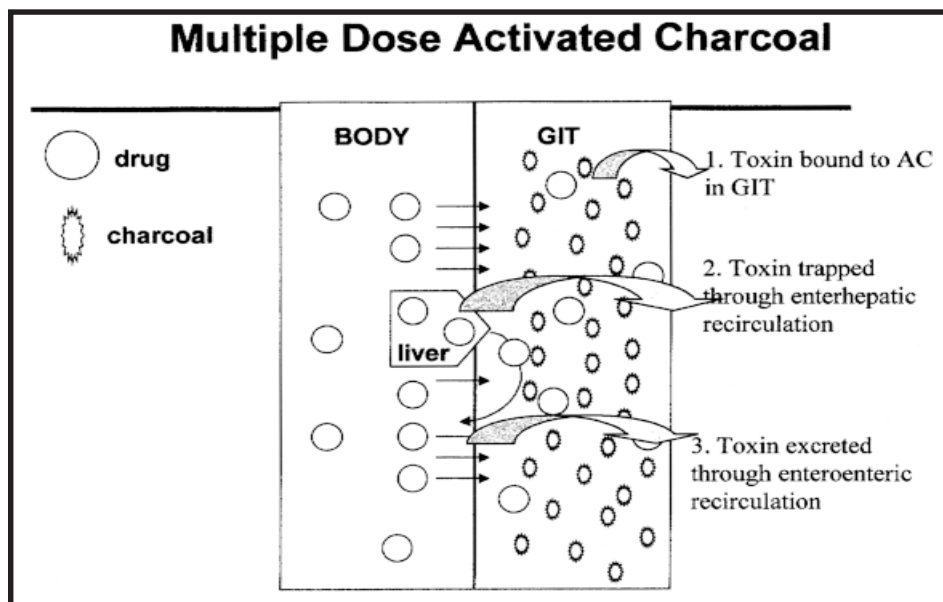 Multiple Dose Activated Charcoal
drug
charcoal
BODY
GIT
liver
1. Toxin bound to AC
in GIT
2. Toxin trapped
through enterhepatic
recirculation
3. Toxin excreted
through enteroenteric
recirculation